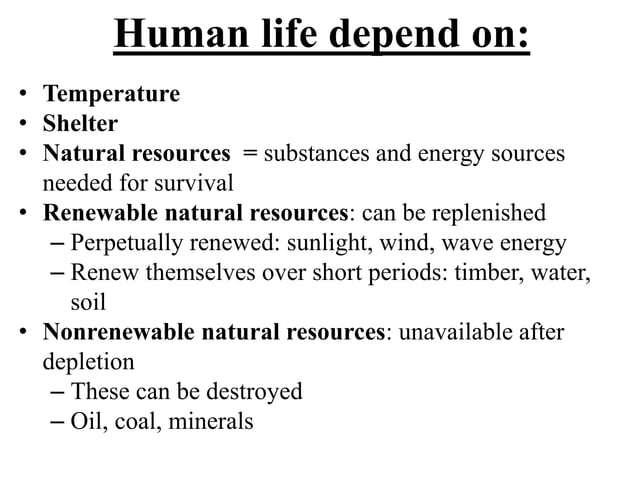 Human life depend on:
• Temperature
• Shelter
• Natural resources = substances and energy sources
needed for survival
• Renewable natural resources: can be replenished
– Perpetually renewed: sunlight, wind, wave energy
– Renew themselves over short periods: timber, water,
soil
• Nonrenewable natural resources: unavailable after
depletion
– These can be destroyed
– Oil, coal, minerals